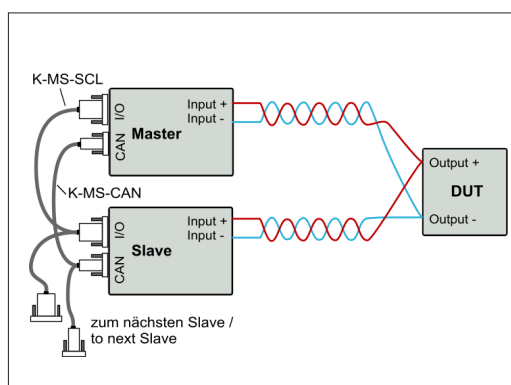 K-MS-SCL
I/O
Input +
Input -
Master
CAN
Output +
DUT
Output -
K-MS-CAN
I/O
Input +
Input -
Slave
CAN
zum nächsten Slave /
to next Slave